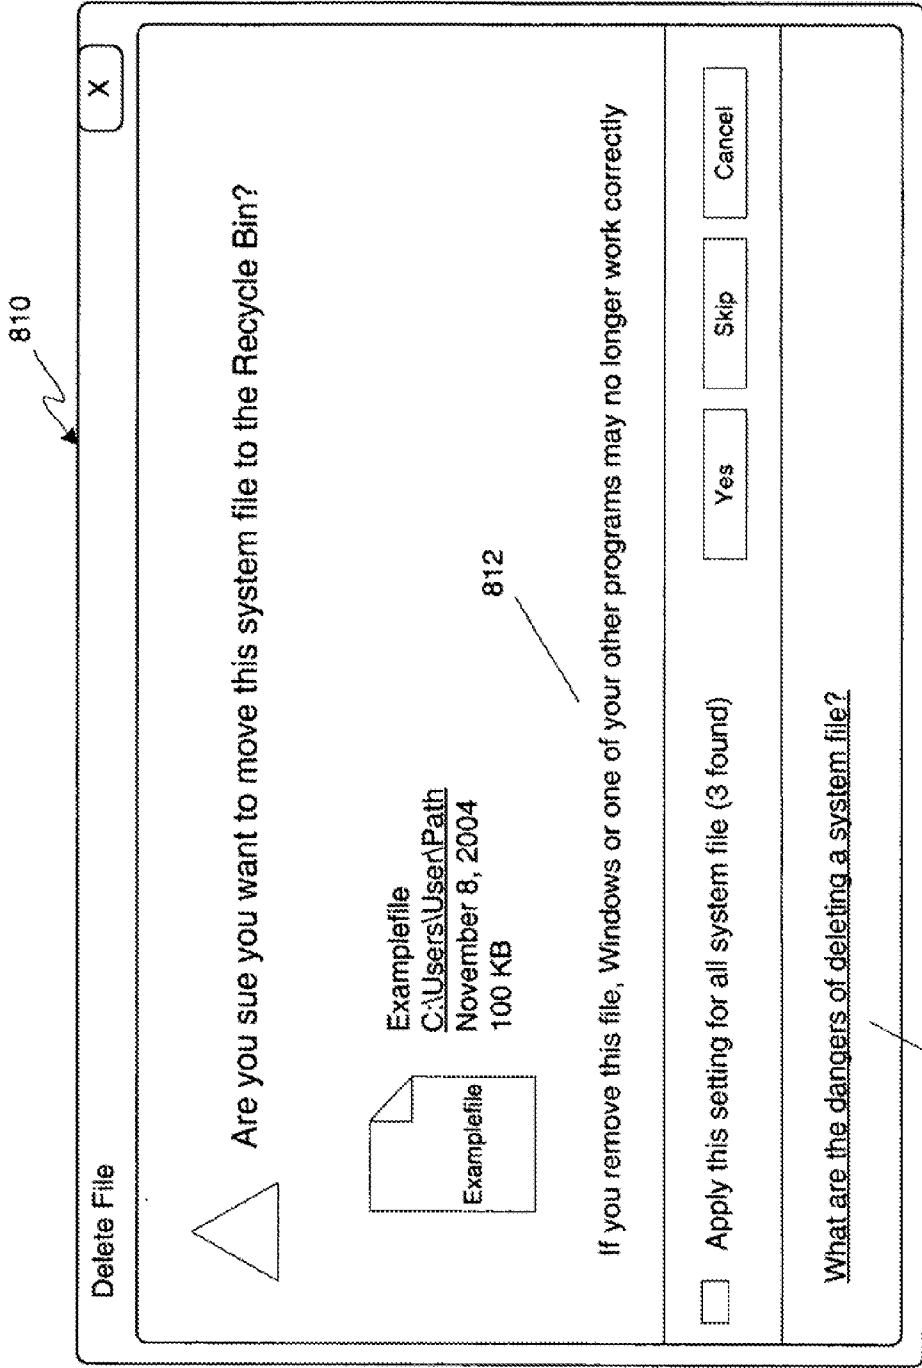 810
Delete File
X
Are you sue you want to move this system file to the Recycle Bin?
Examplefile
Examplefile
C:\Users\User\Path
November 8, 2004
100 KB
812
If you remove this file, Windows or one of your other programs may no longer work correctly
Apply this setting for all system file (3 found)
Yes
Skip
Cancel
What are the dangers of deleting a system file?